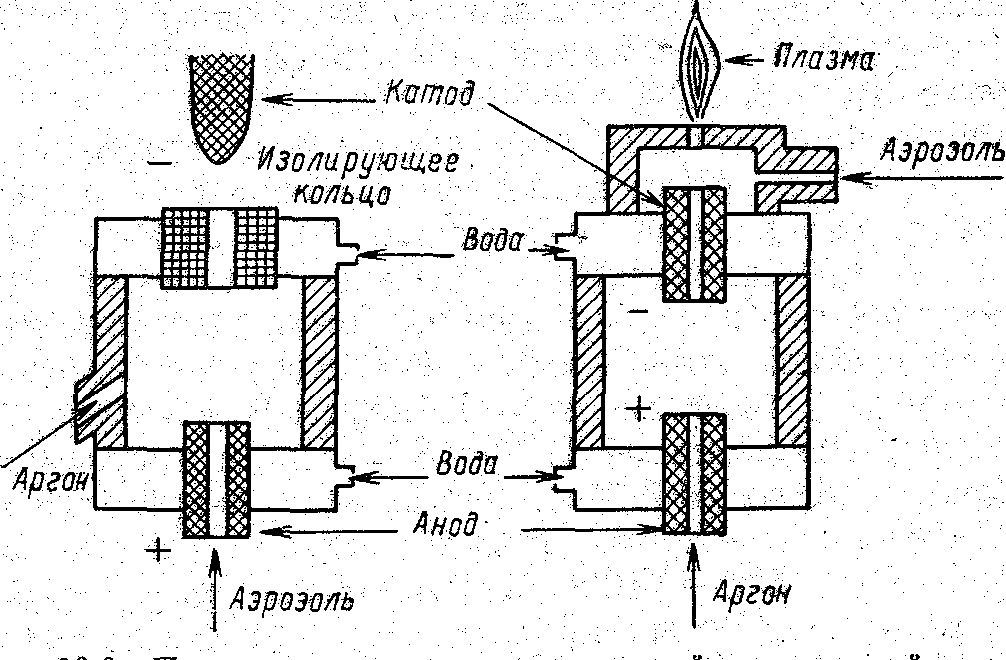 Плазма
Катод
Аэрозоль
Изолирующее
кольцо
−
Вода
−
+
Вода
Аргон
Анод
+
Аэрозоль
Аргон